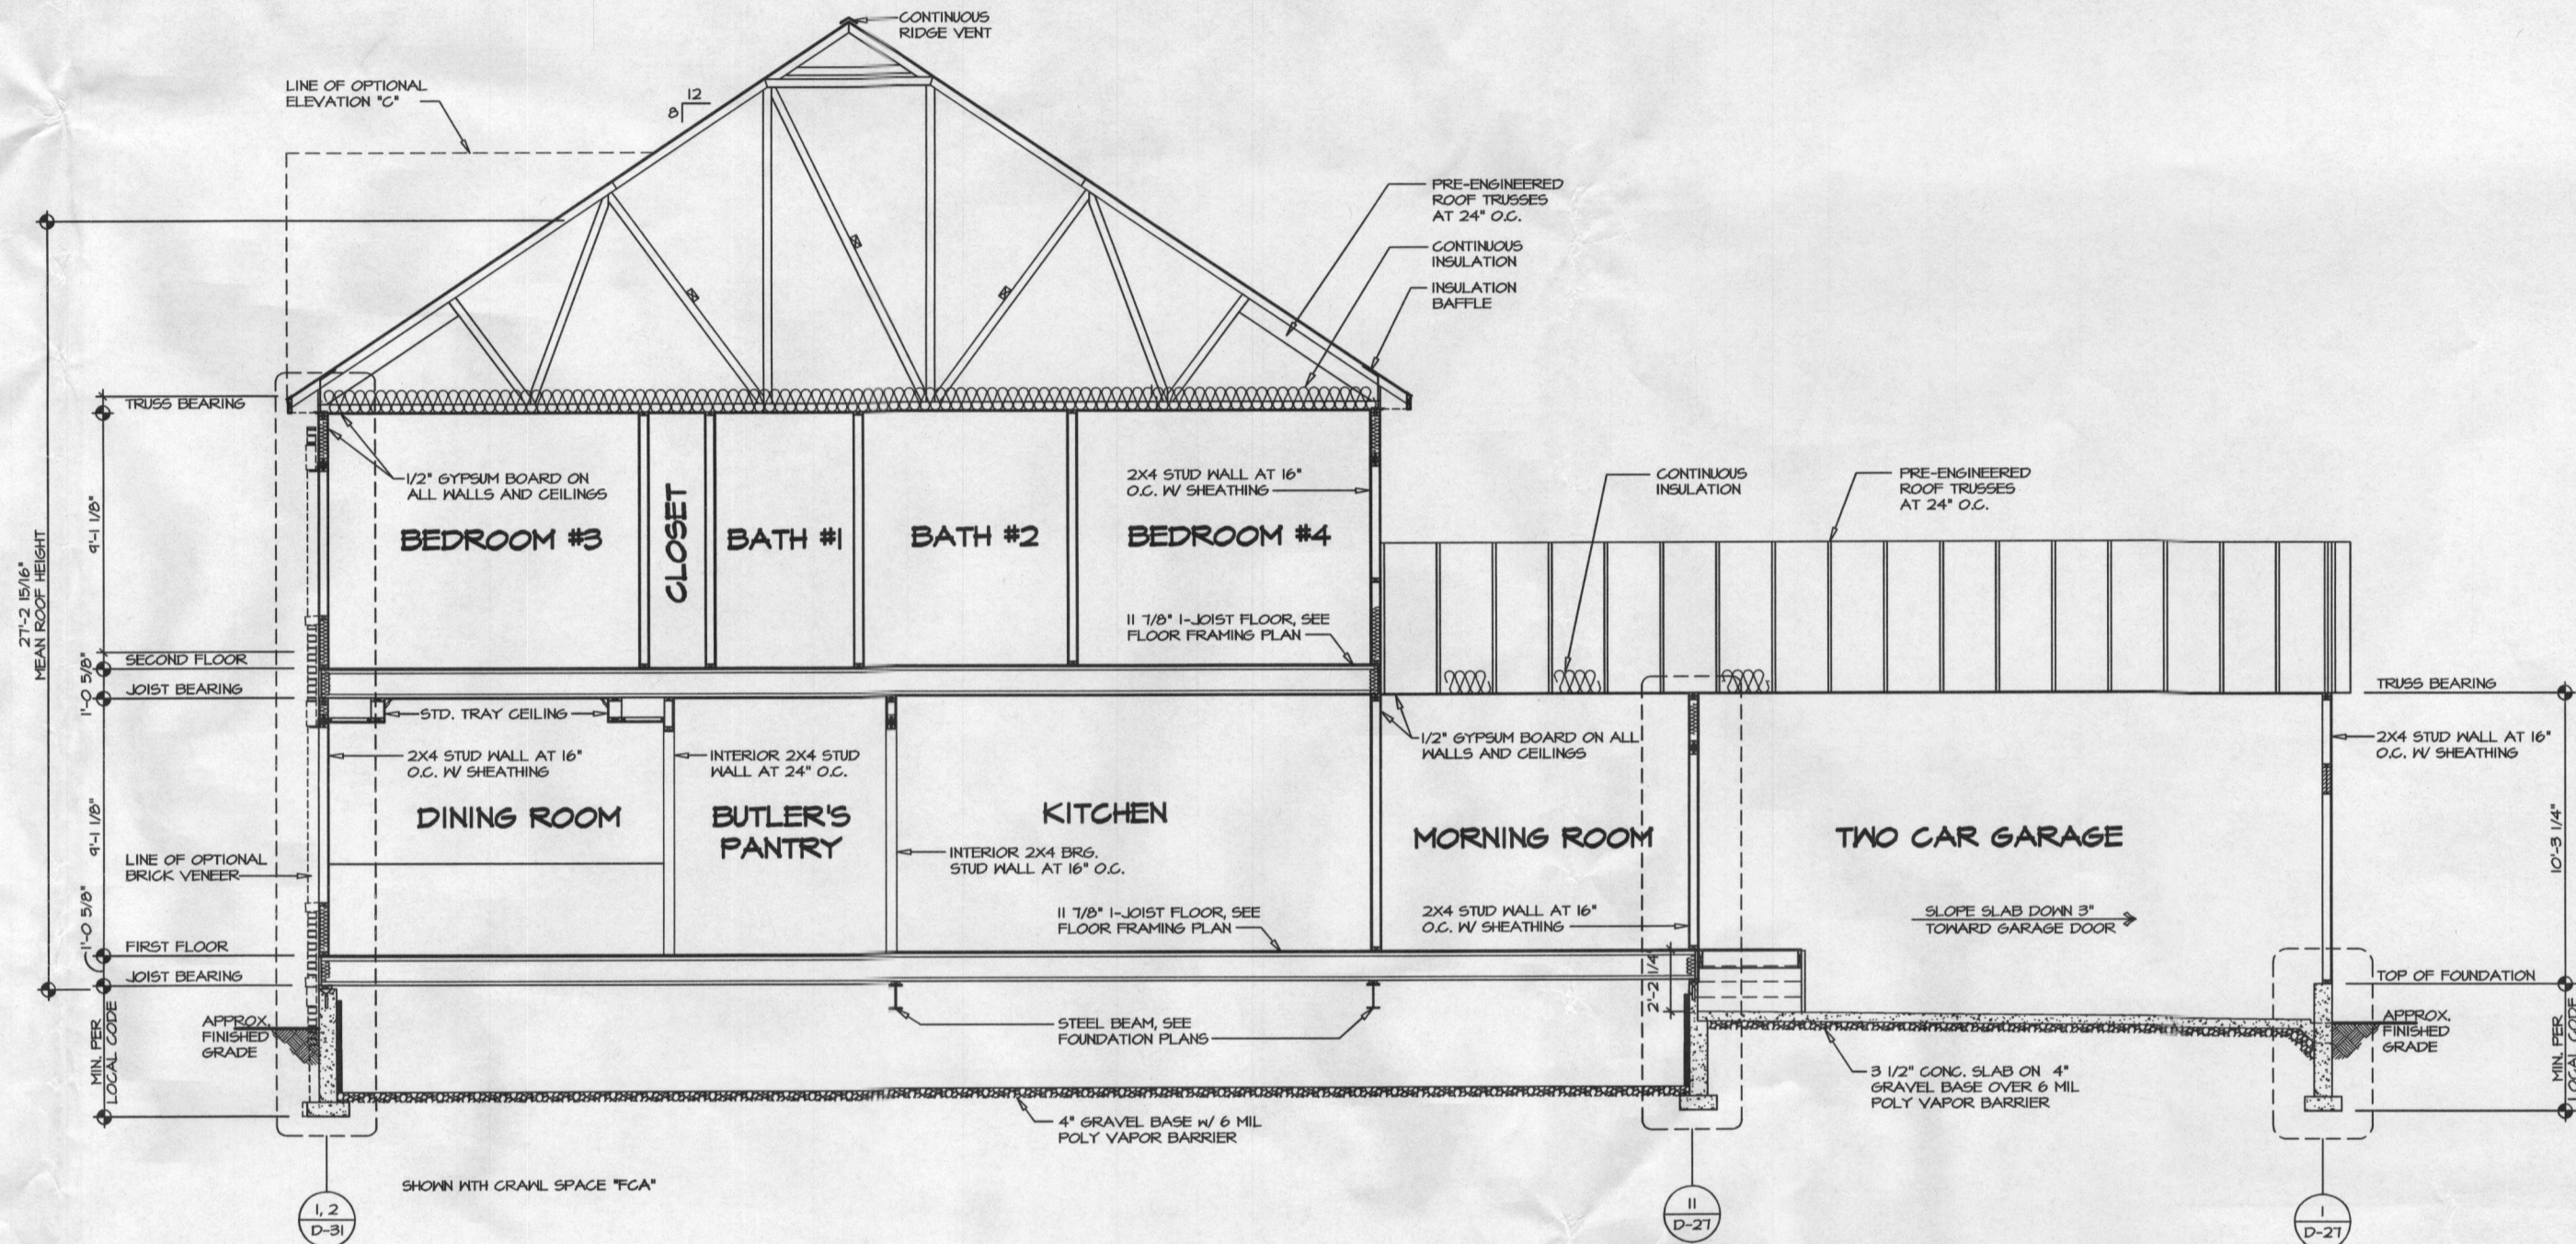 CONTINUOUS
RIDGE VENT
LINE OF OPTIONAL
ELEVATION "C"
12
8
PRE-ENGINEERED
ROOF TRUSSES
AT 24" O.C.
CONTINUOUS
INSULATION
INSULATION
BAFFLE
TRUSS BEARING
1/2" GYPSUM BOARD ON
ALL WALLS AND CEILINGS
2X4 STUD WALL AT 16"
O.C. W/ SHEATHING
CONTINUOUS
INSULATION
PRE-ENGINEERED
ROOF TRUSSES
AT 24" O.C.
BEDROOM #3
CLOSET
BATH #1
BATH #2
BEDROOM #4
9'-1 1/8"
27'-2 15/16"
MEAN ROOF HEIGHT
11 7/8" I-JOIST FLOOR, SEE
FLOOR FRAMING PLAN
SECOND FLOOR
1'-0 5/8"
JOIST BEARING
TRUSS BEARING
STD. TRAY CEILING
2X4 STUD WALL AT 16"
O.C. W/ SHEATHING
INTERIOR 2X4 STUD
WALL AT 24" O.C.
1/2" GYPSUM BOARD ON ALL
WALLS AND CEILINGS
2X4 STUD WALL AT 16"
O.C. W/ SHEATHING
DINING ROOM
BUTLER'S
PANTRY
KITCHEN
MORNING ROOM
TWO CAR GARAGE
9'-1 1/8"
10'-3 1/4"
LINE OF OPTIONAL
BRICK VENEER
INTERIOR 2X4 BRG.
STUD WALL AT 16" O.C.
11 7/8" I-JOIST FLOOR, SEE
FLOOR FRAMING PLAN
2X4 STUD WALL AT 16"
O.C. W/ SHEATHING
SLOPE SLAB DOWN 3"
TOWARD GARAGE DOOR
1'-0 5/8"
FIRST FLOOR
JOIST BEARING
2'-2 1/4"
TOP OF FOUNDATION
MIN. PER
LOCAL CODE
APPROX.
FINISHED
GRADE
STEEL BEAM, SEE
FOUNDATION PLANS
APPROX.
FINISHED
GRADE
MIN. PER
LOCAL CODE
3 1/2" CONC. SLAB ON 4"
GRAVEL BASE OVER 6 MIL
POLY VAPOR BARRIER
4" GRAVEL BASE W/ 6 MIL
POLY VAPOR BARRIER
SHOWN WTH CRAWL SPACE "FCA"
1, 2
D-31
11
D-27
1
D-27